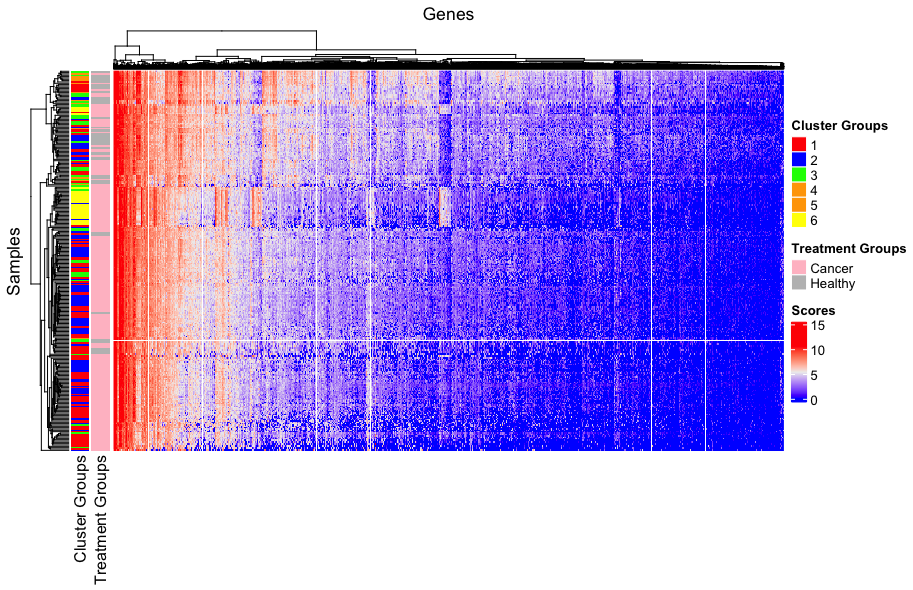 Genes
Samples
Cluster Groups
Treatment Groups
Cluster Groups
1
2
3
4
5
6
Treatment Groups
Cancer
Healthy
Scores
15
10
5
0